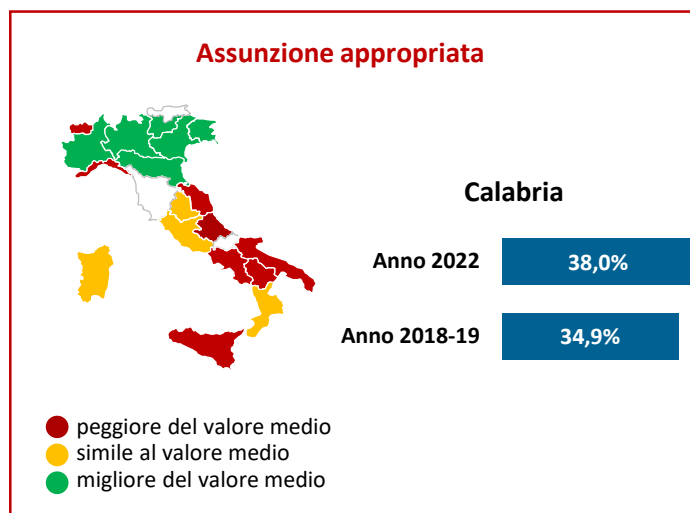 Assunzione appropriata
Calabria
Anno 2022
38,0%
Anno 2018-19
34,9%
peggiore del valore medio
simile al valore medio
migliore del valore medio